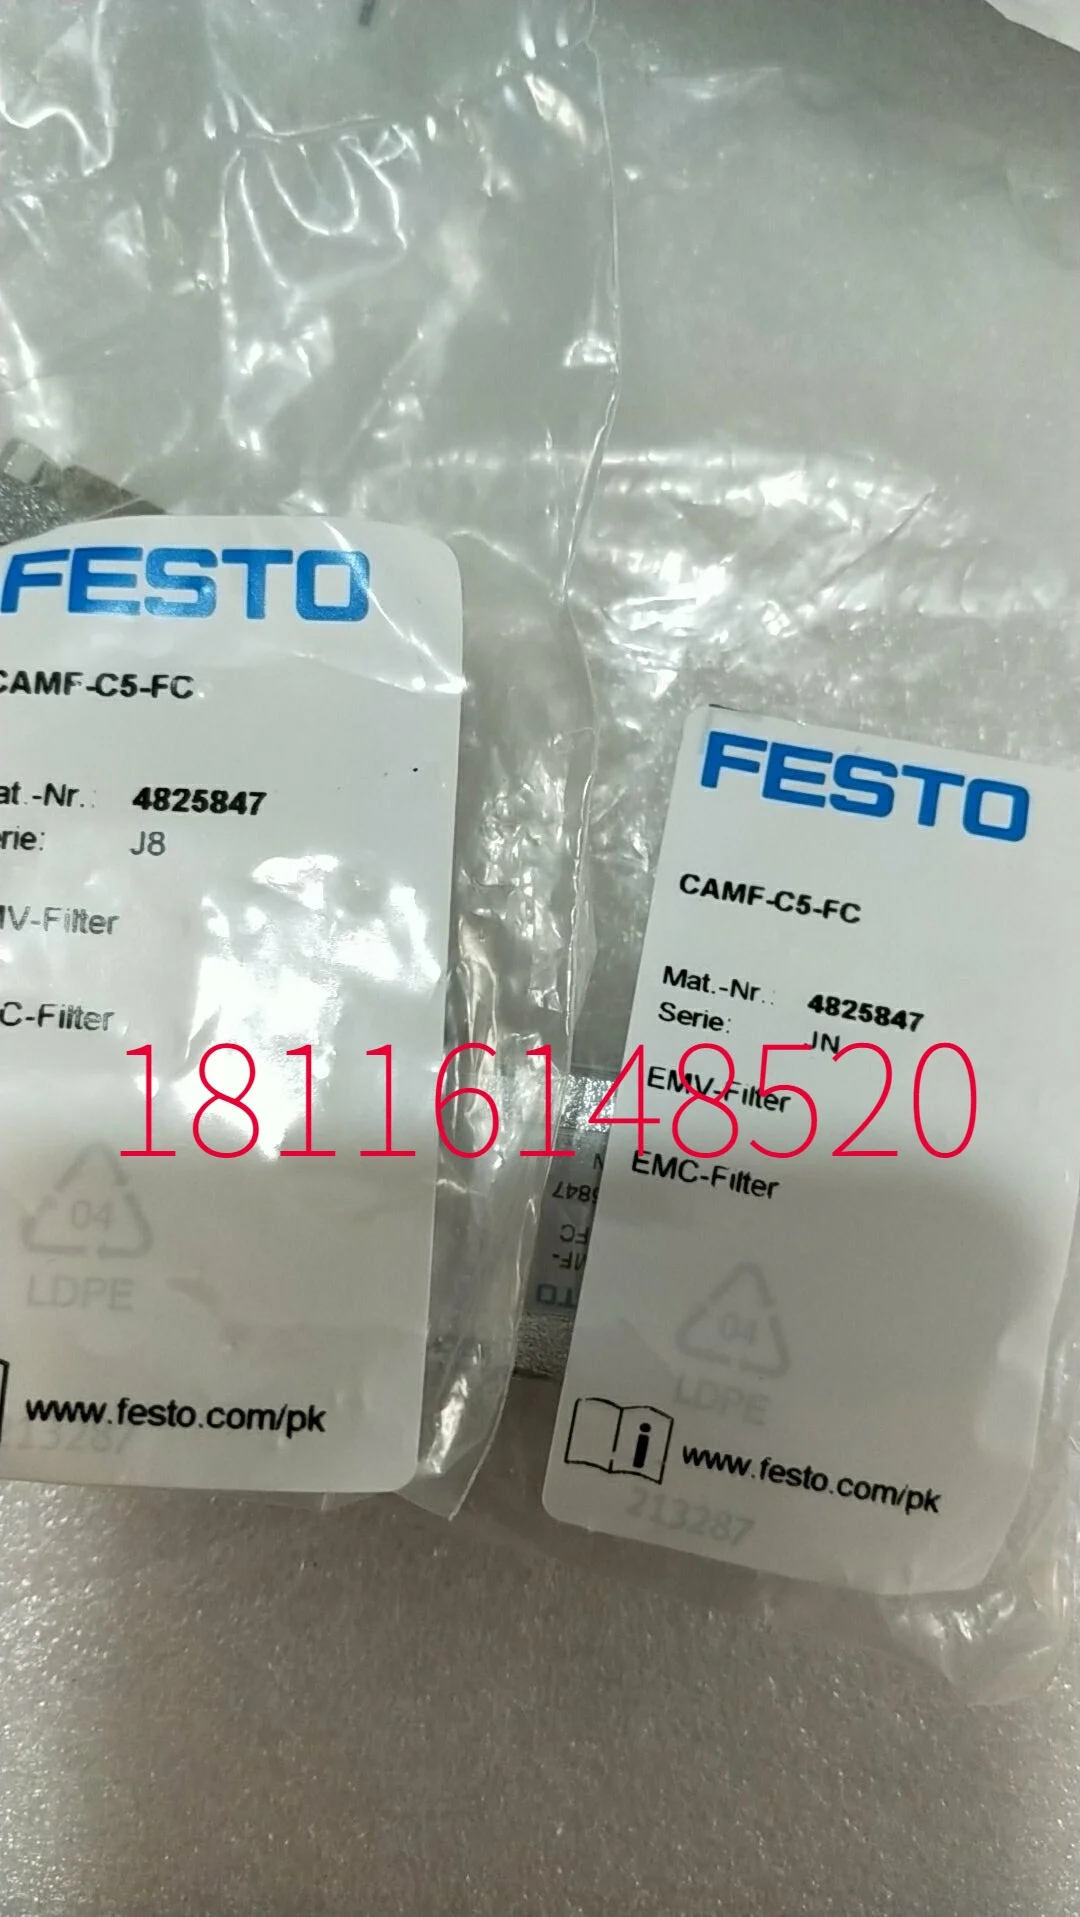 FESTO
CAMF-C5-FC
at.-Nr.: 4825847
rie: J8
V-Filter
C-Filter
04
LDPE
www.festo.com/pk
213287
FESTO
CAMF-C5-FC
Mat.-Nr.: 4825847
Serie: JN
EMV-Filter
EMC-Filter
04
LDPE
www.festo.com/pk
213287
18116148520